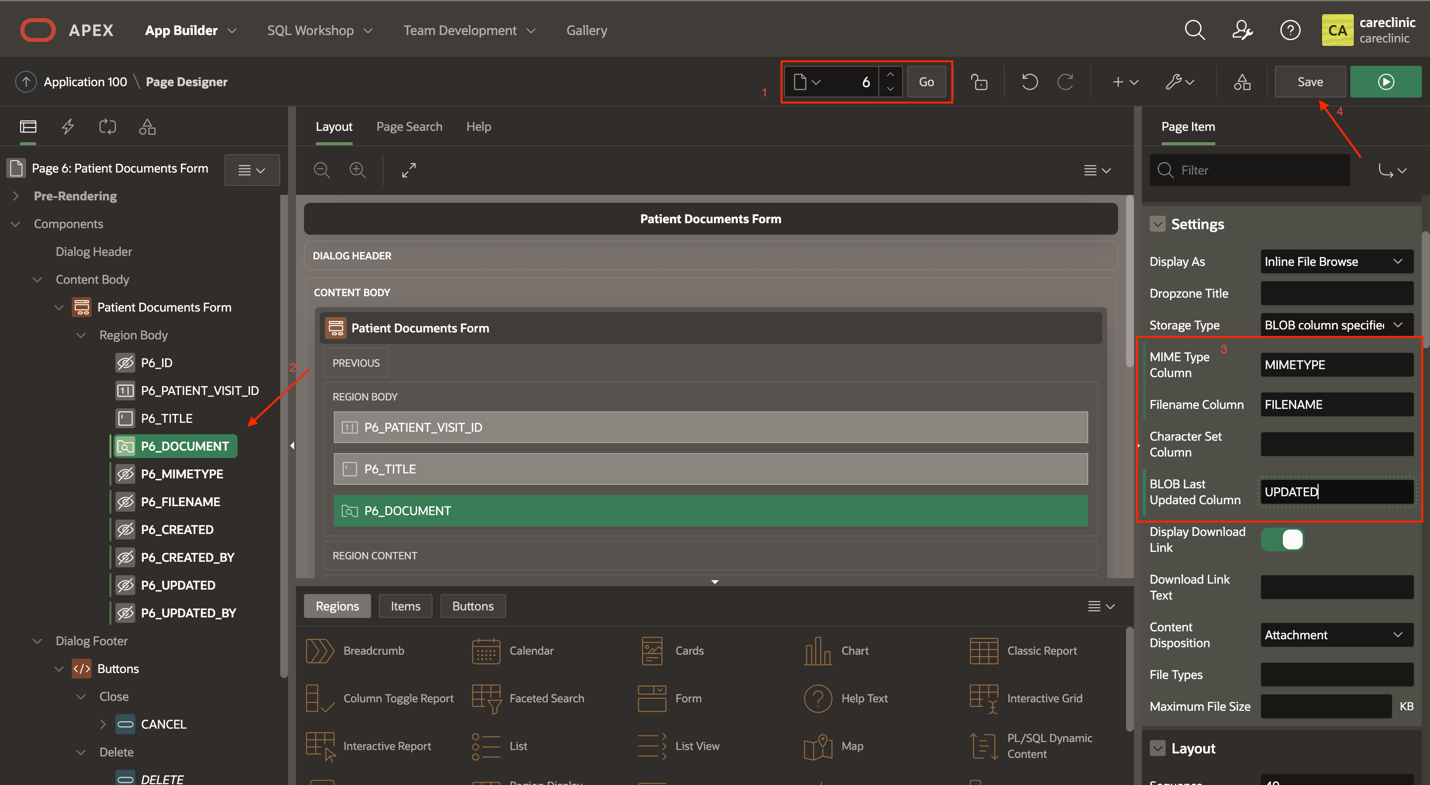 APEX
App Builder
SQL Workshop
Team Development
Gallery
CA
careclinic
careclinic
Application 100 \ Page Designer
1
6
Go
Save
4
Layout
Page Search
Help
Page Item
Page 6: Patient Documents Form
Filter
Pre-Rendering
Components
Dialog Header
Content Body
Patient Documents Form
Region Body
P6_ID
P6_PATIENT_VISIT_ID
P6_TITLE
P6_DOCUMENT
P6_MIMETYPE
P6_FILENAME
P6_CREATED
P6_CREATED_BY
P6_UPDATED
P6_UPDATED_BY
Dialog Footer
Buttons
Close
CANCEL
Delete
DELETE
2
Patient Documents Form
DIALOG HEADER
CONTENT BODY
Patient Documents Form
PREVIOUS
REGION BODY
P6_PATIENT_VISIT_ID
P6_TITLE
P6_DOCUMENT
REGION CONTENT
Regions
Items
Buttons
Breadcrumb
Calendar
Cards
Chart
Classic Report
Column Toggle Report
Faceted Search
Form
Help Text
Interactive Grid
Interactive Report
List
List View
Map
PL/SQL Dynamic
Content
Region Display
Settings
Display As
Inline File Browse
Dropzone Title
Storage Type
BLOB column specified
3
MIME Type
Column
MIMETYPE
Filename Column
FILENAME
Character Set
Column
BLOB Last
Updated Column
UPDATED
Display Download
Link
Download Link
Text
Content
Disposition
Attachment
File Types
Maximum File Size
KB
Layout
Sequence
40